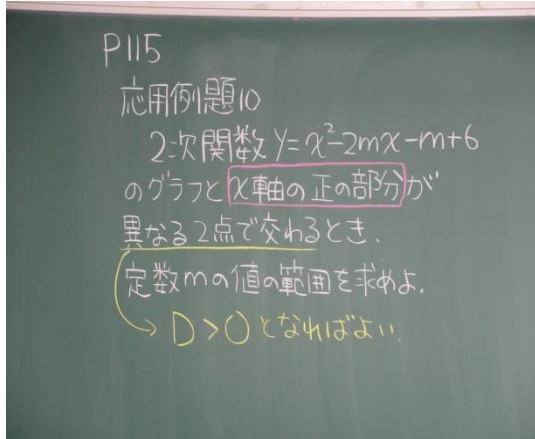 P115
応用例題10
2次関数 y=x²-2mx-m+6
のグラフとx軸の正の部分が
異なる2点で交わるとき、
定数mの値の範囲を求めよ.
D>0となればよい.